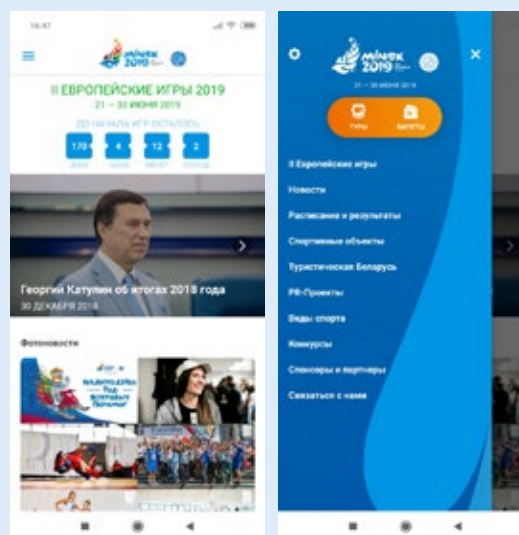 16:41
MINSK
2019
II ЕВРОПЕЙСКИЕ ИГРЫ 2019
21 — 30 ИЮНЯ 2019
ДО НАЧАЛА ИГР ОСТАЛОСЬ
170 4 12 2
Георгий Катулин об итогах 2018 года
30 ДЕКАБРЯ 2018
Фотоновости
MINSK
2019
21 — 30 ИЮНЯ 2019
ТУРЫ БИЛЕТЫ
II Европейские игры
Новости
Расписание и результаты
Спортивные объекты
Туристическая Беларусь
PR-Проекты
Виды спорта
Конкурсы
Спонсоры и партнеры
Связаться с нами